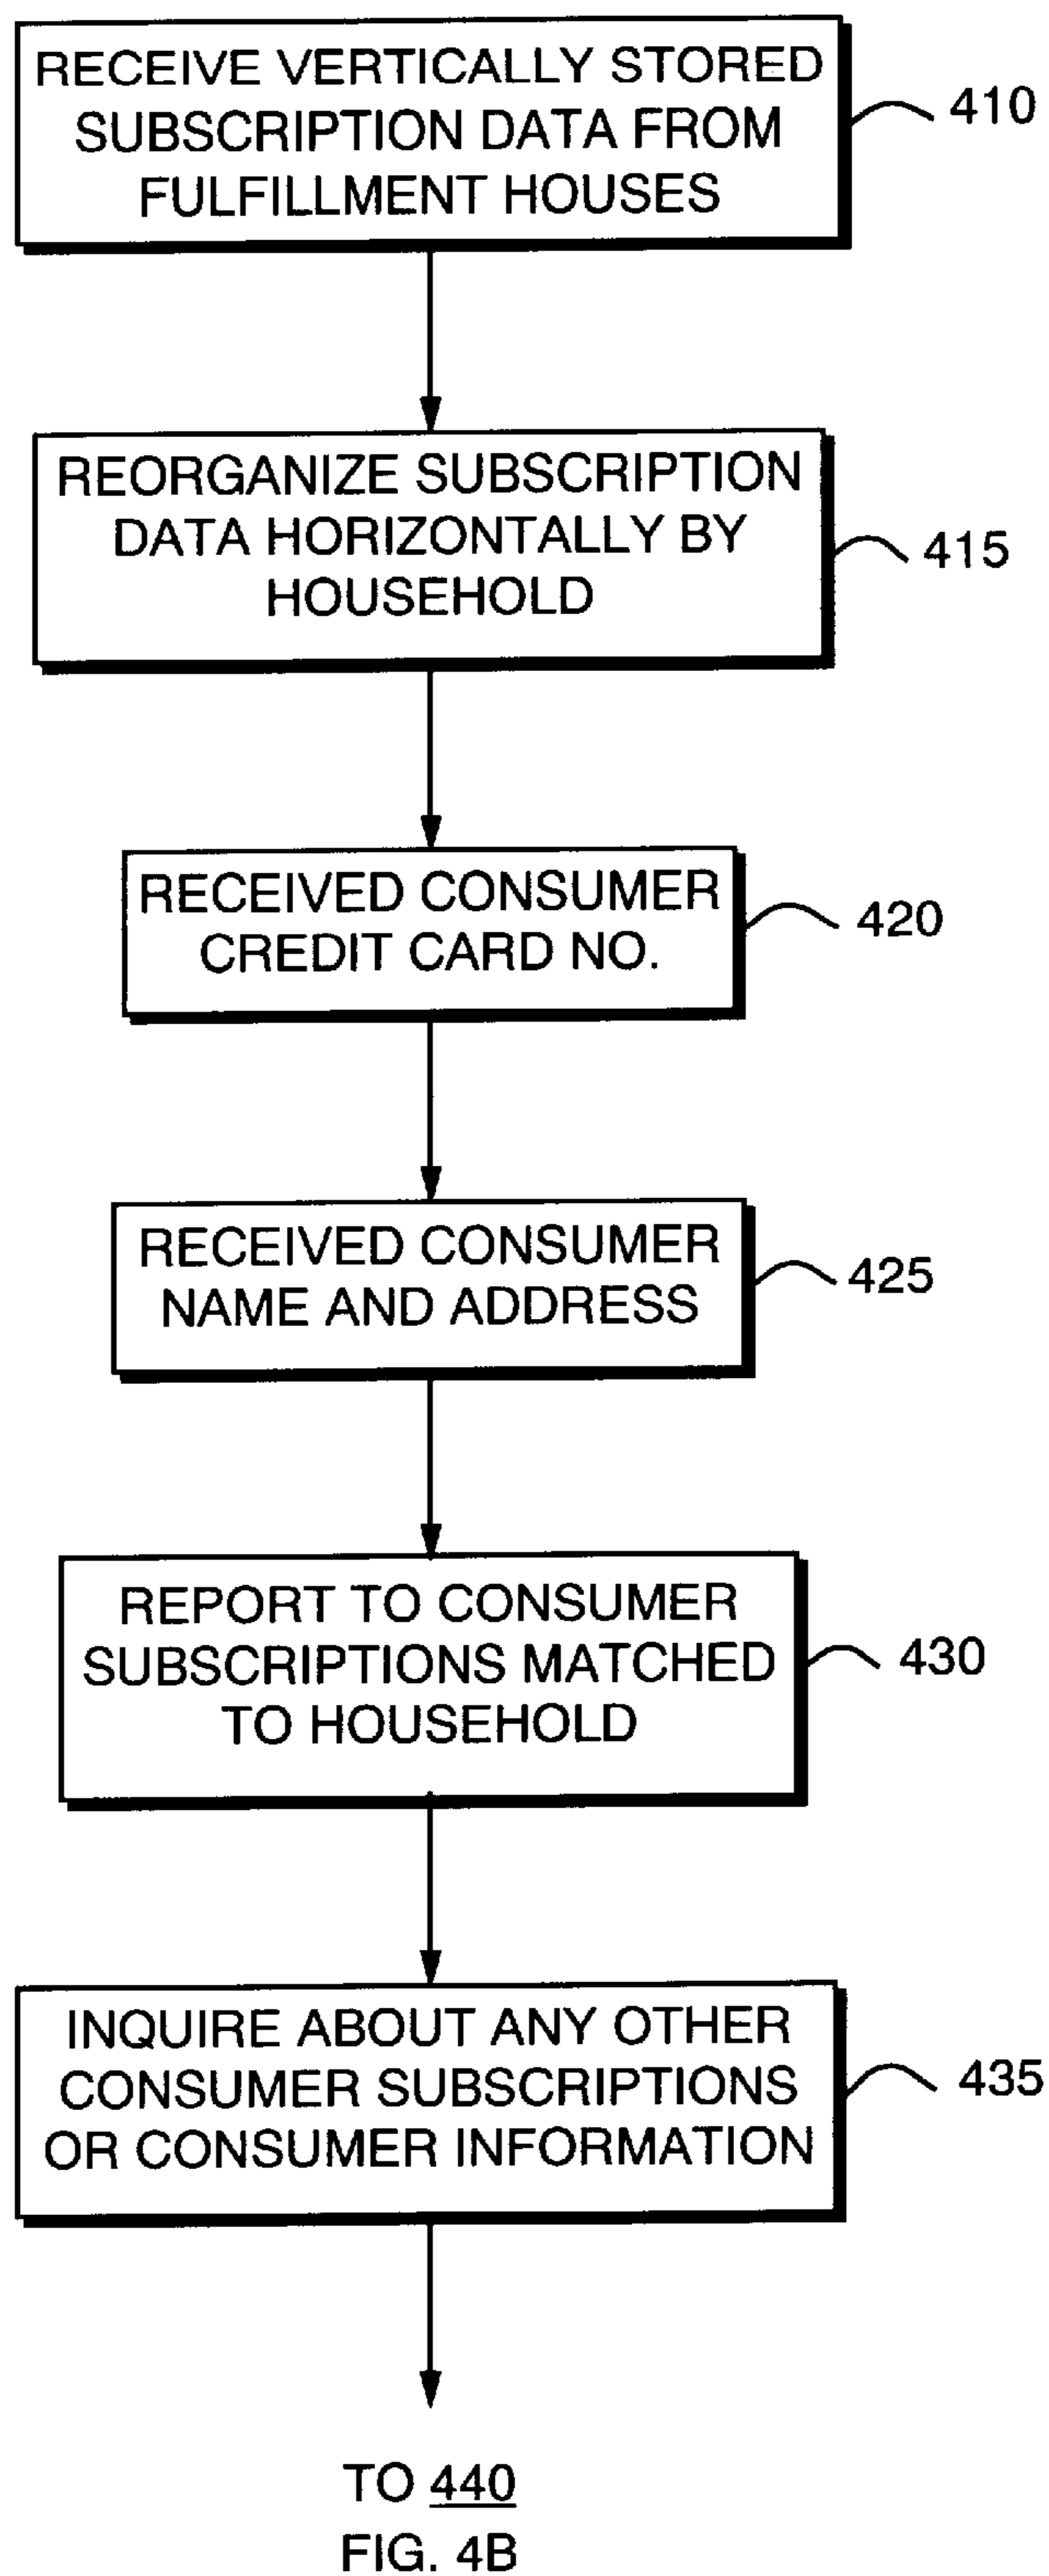 RECEIVE VERTICALLY STORED
SUBSCRIPTION DATA FROM
FULFILLMENT HOUSES
410
REORGANIZE SUBSCRIPTION
DATA HORIZONTALLY BY
HOUSEHOLD
415
RECEIVED CONSUMER
CREDIT CARD NO.
420
RECEIVED CONSUMER
NAME AND ADDRESS
425
REPORT TO CONSUMER
SUBSCRIPTIONS MATCHED
TO HOUSEHOLD
430
INQUIRE ABOUT ANY OTHER
CONSUMER SUBSCRIPTIONS
OR CONSUMER INFORMATION
435
TO 440
FIG. 4B